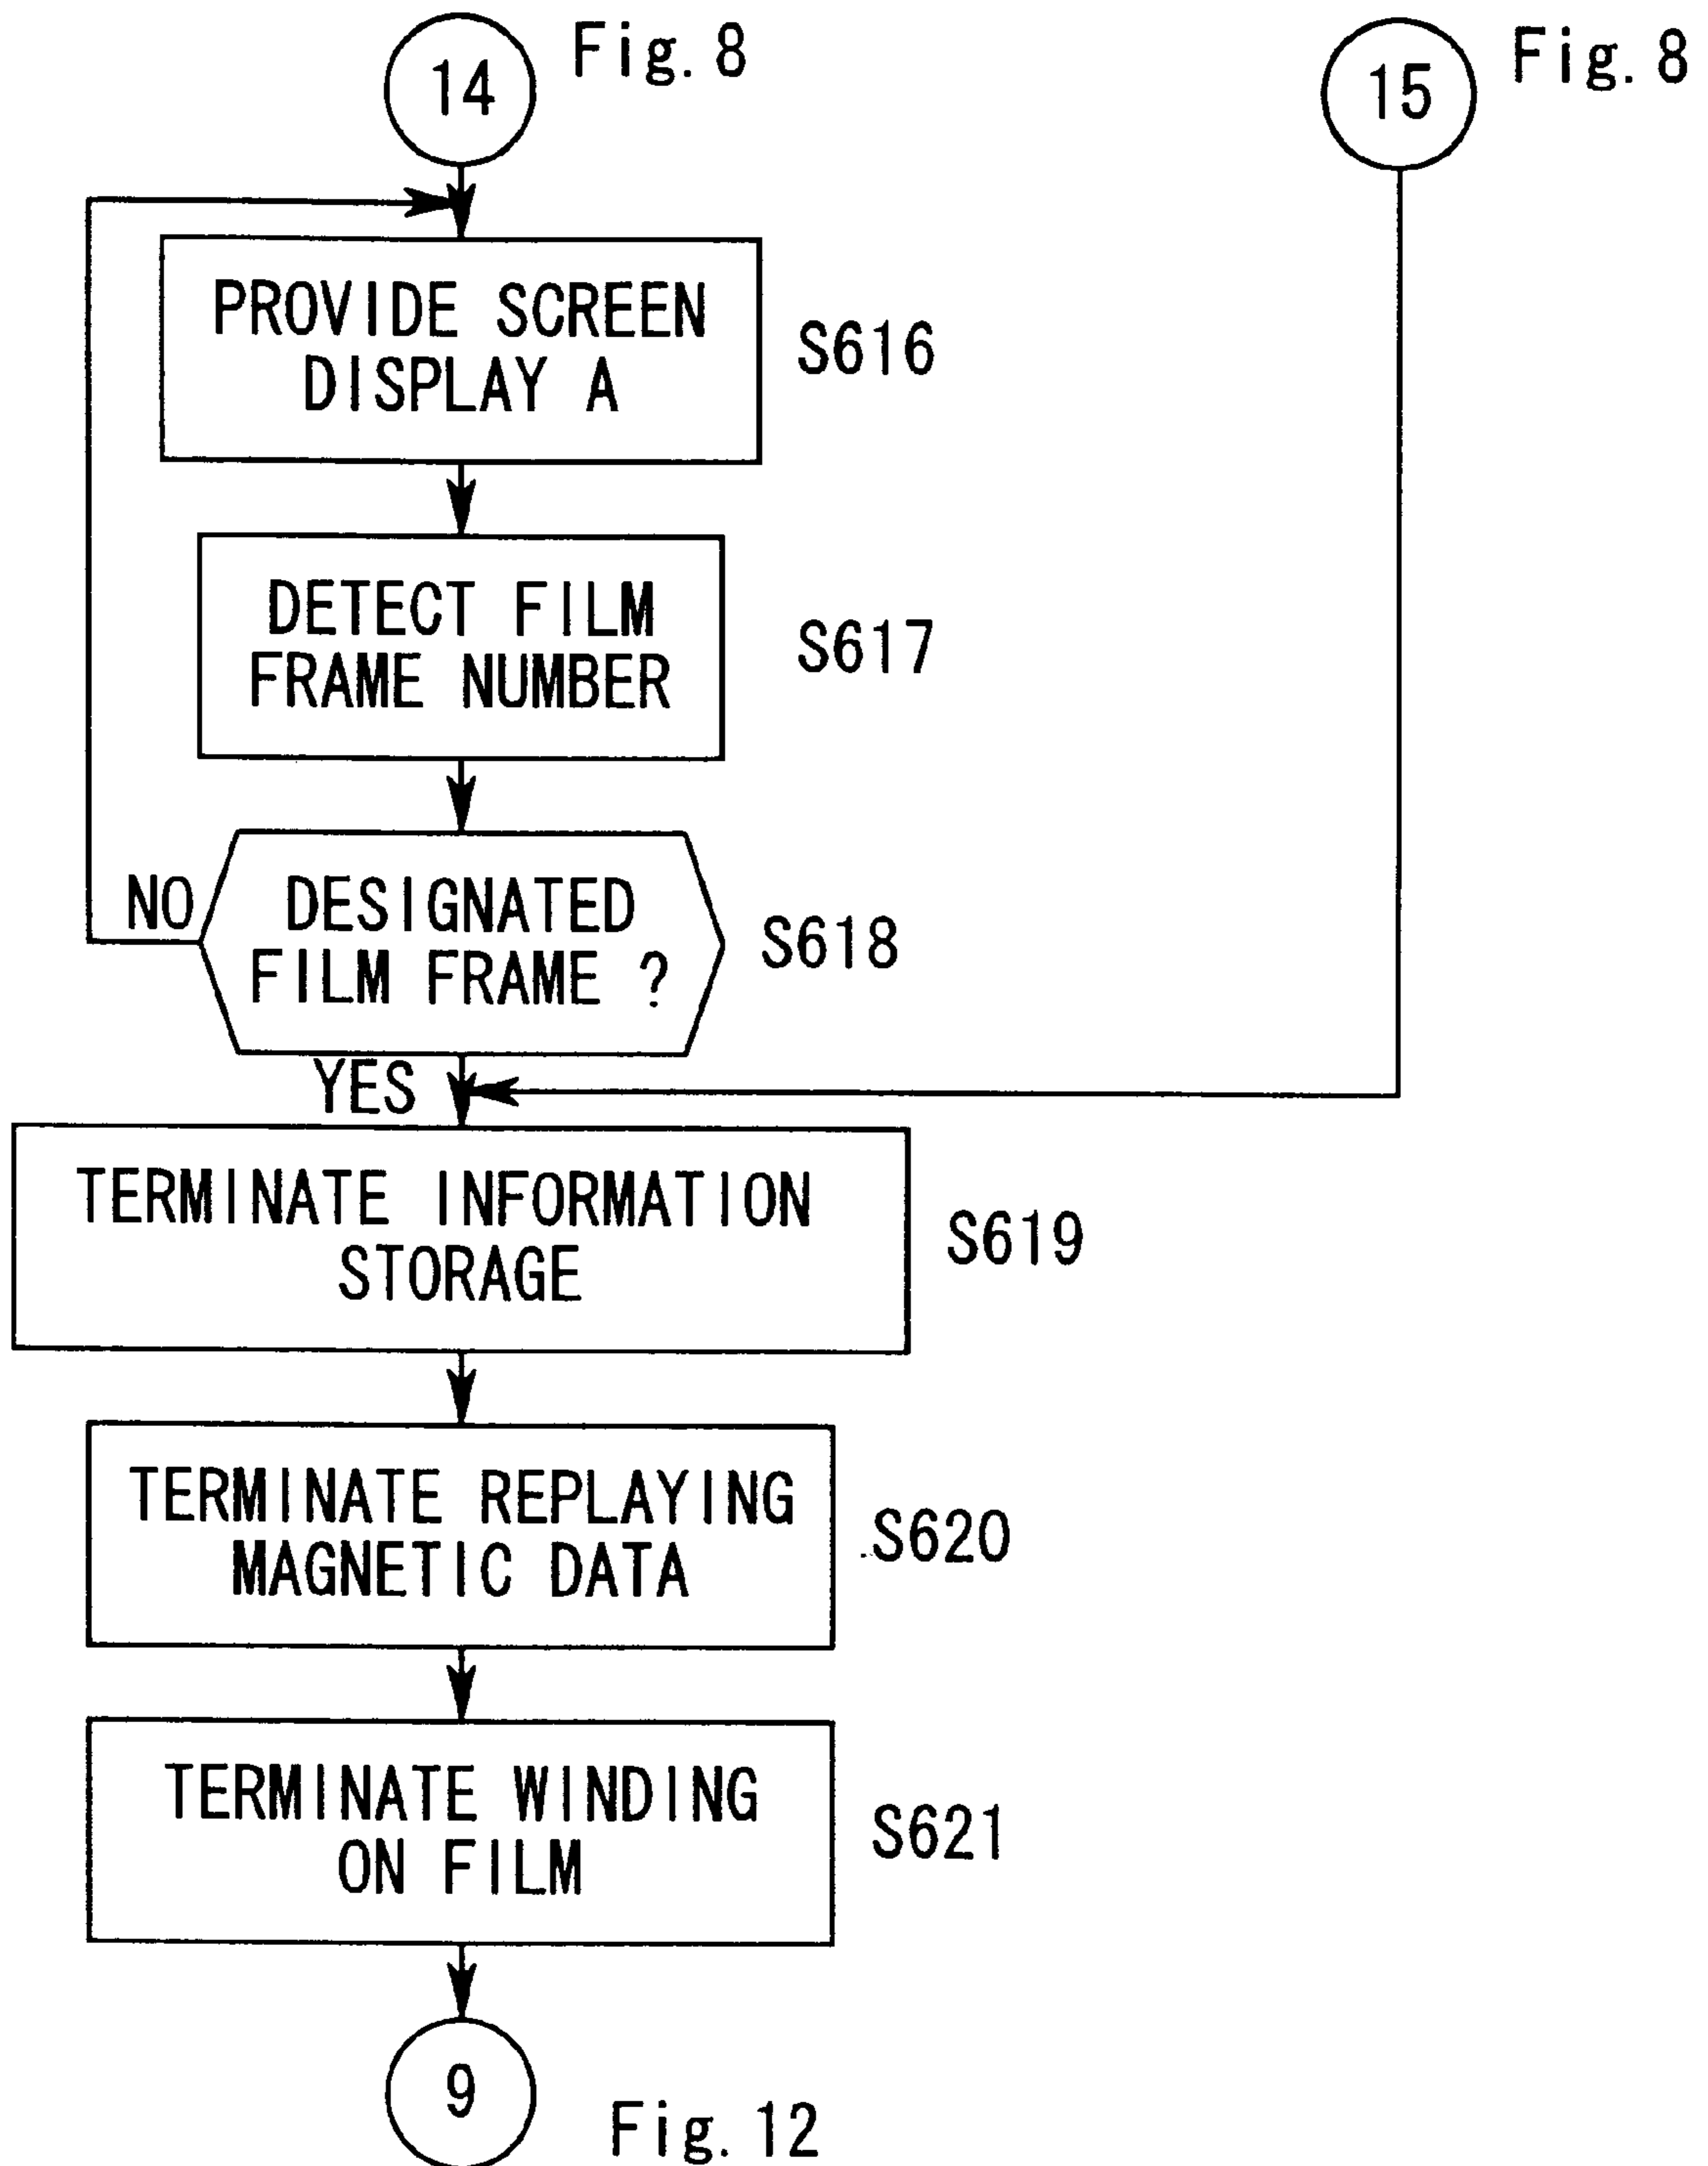 14
Fig. 8
15
Fig. 8
PROVIDE SCREEN
DISPLAY A
S616
DETECT FILM
FRAME NUMBER
S617
NO
DESIGNATED
FILM FRAME ?
S618
YES
TERMINATE INFORMATION
STORAGE
S619
TERMINATE REPLAYING
MAGNETIC DATA
S620
TERMINATE WINDING
ON FILM
S621
9
Fig. 12